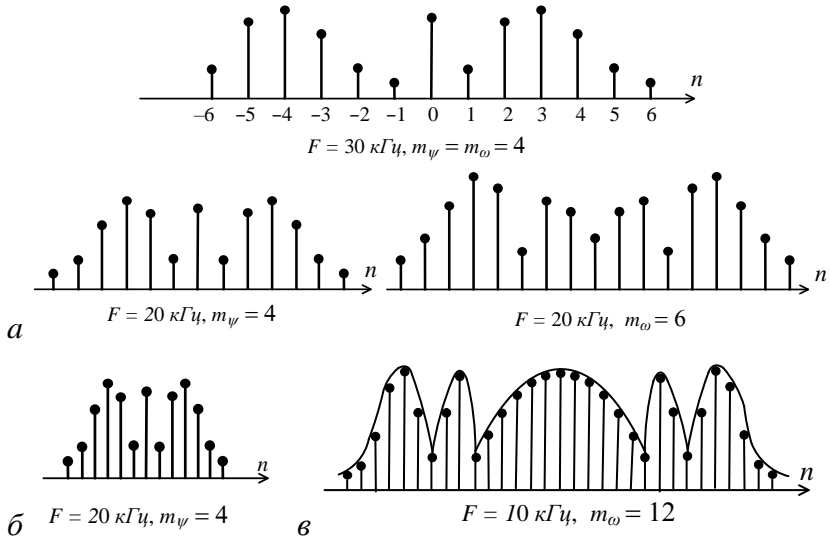 n
–6 –5 –4 –3 –2 –1 0 1 2 3 4 5 6
F = 30 кГц, mψ = mω = 4
n
n
F = 20 кГц, mψ = 4
F = 20 кГц, mω = 6
а
n
n
б
F = 20 кГц, mψ = 4
в
F = 10 кГц, mω = 12